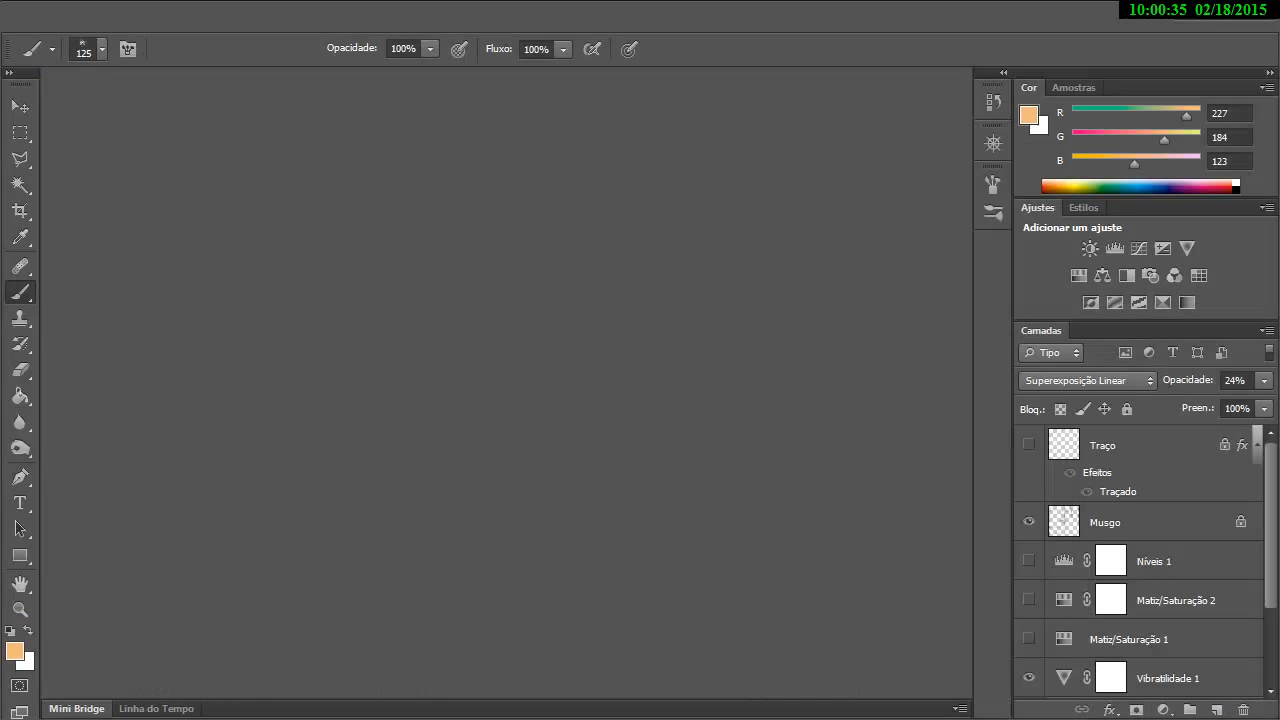 10:00:35 02/18/2015
125
Opacidade: 100%
Fluxo: 100%
Cor
Amostras
R 227
G 184
B 123
Ajustes
Estilos
Adicionar um ajuste
Camadas
Tipo
T
Superexposição Linear
Opacidade: 24%
Bloq.:
Preen.: 100%
Traço
fx
Efeitos
Traçado
Musgo
Níveis 1
Matiz/Saturação 2
Matiz/Saturação 1
Vibratilidade 1
fx
T
Mini Bridge
Linha do Tempo